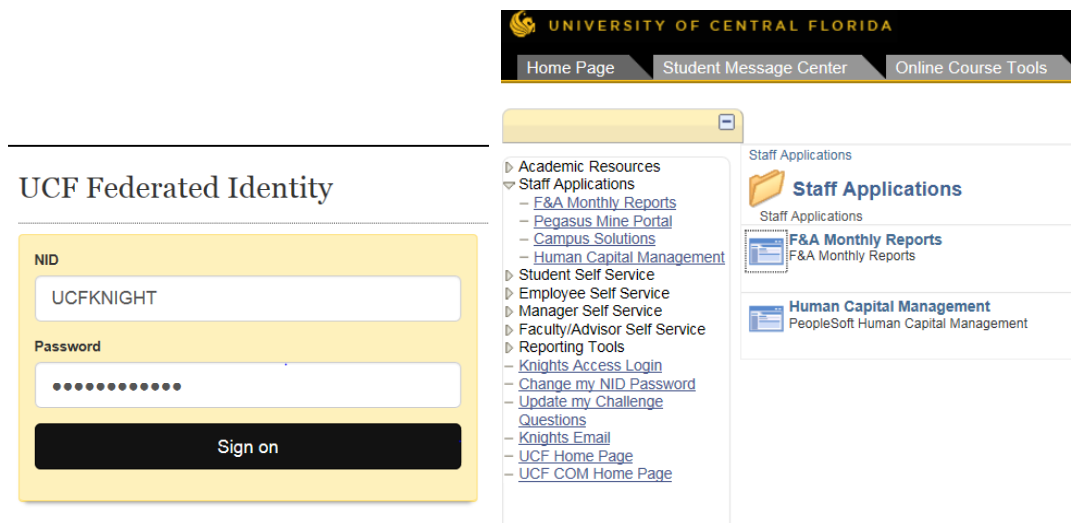 UCF Federated Identity
NID
UCFKNIGHT
Password
Sign on
UNIVERSITY OF CENTRAL FLORIDA
Home Page
Student Message Center
Online Course Tools
Academic Resources
Staff Applications
F&A Monthly Reports
Pegasus Mine Portal
Campus Solutions
Human Capital Management
Student Self Service
Employee Self Service
Manager Self Service
Faculty/Advisor Self Service
Reporting Tools
Knights Access Login
Change my NID Password
Update my Challenge
Questions
Knights Email
UCF Home Page
UCF COM Home Page
Staff Applications
Staff Applications
Staff Applications
F&A Monthly Reports
F&A Monthly Reports
Human Capital Management
PeopleSoft Human Capital Management